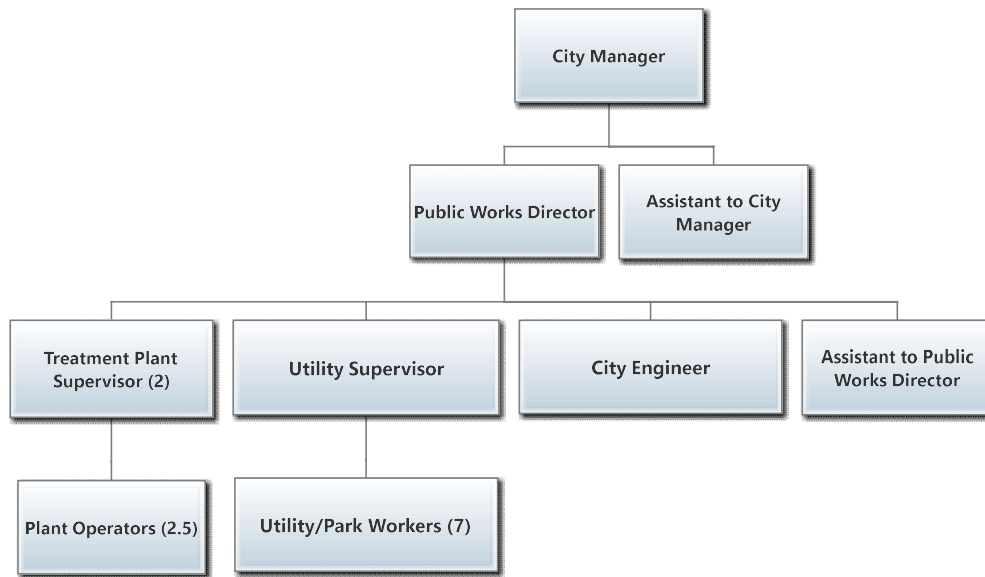 City Manager
Public Works Director
Assistant to City
Manager
Treatment Plant
Supervisor (2)
Utility Supervisor
City Engineer
Assistant to Public
Works Director
Plant Operators (2.5)
Utility/Park Workers (7)